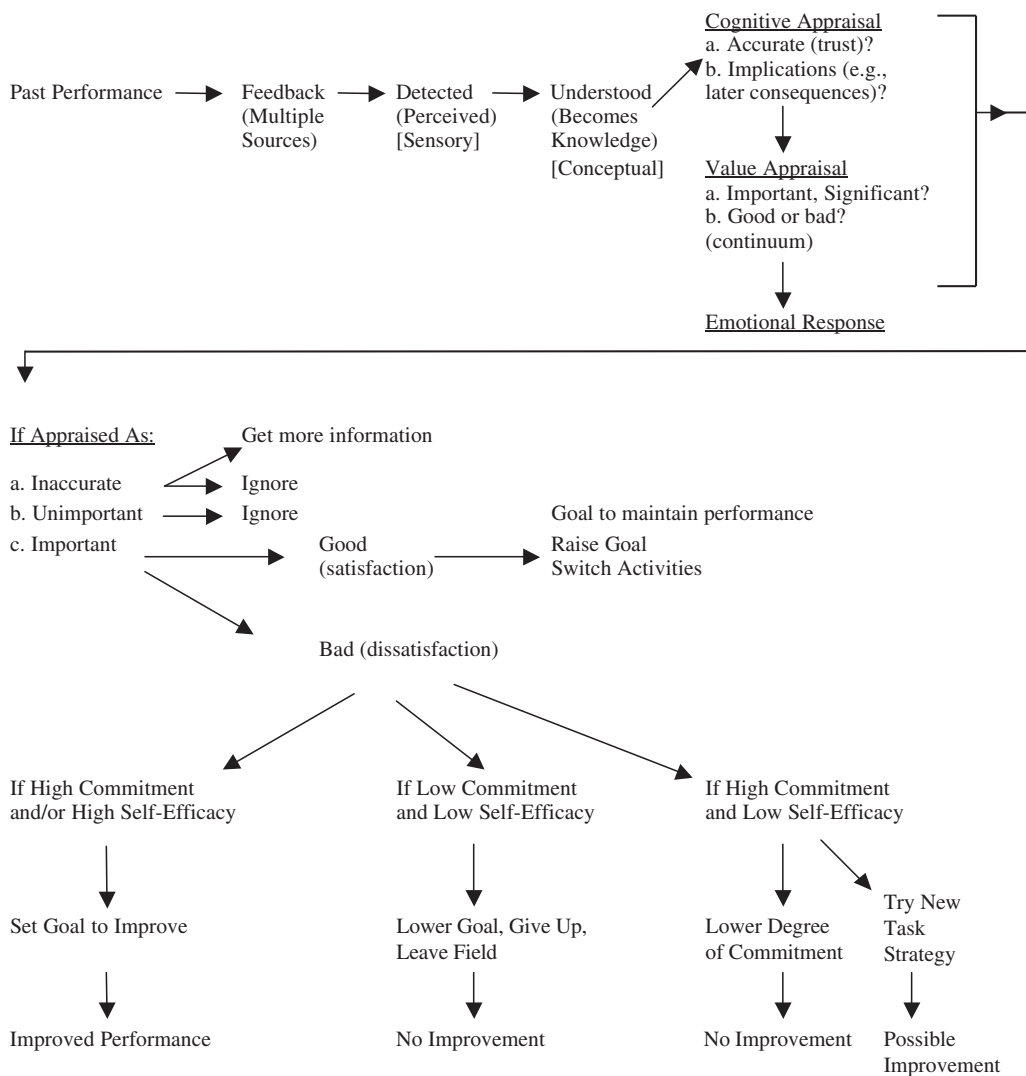 Cognitive Appraisal
a. Accurate (trust)?
b. Implications (e.g.,
later consequences)?
Past Performance
Feedback
(Multiple
Sources)
Detected
(Perceived)
[Sensory]
Understood
(Becomes
Knowledge)
[Conceptual]
Value Appraisal
a. Important, Significant?
b. Good or bad?
(continuum)
Emotional Response
If Appraised As:
Get more information
a. Inaccurate
Ignore
b. Unimportant
Ignore
c. Important
Good
(satisfaction)
Goal to maintain performance
Raise Goal
Switch Activities
Bad (dissatisfaction)
If High Commitment
and/or High Self-Efficacy
If Low Commitment
and Low Self-Efficacy
If High Commitment
and Low Self-Efficacy
Set Goal to Improve
Lower Goal, Give Up,
Leave Field
Lower Degree
of Commitment
Try New
Task
Strategy
Improved Performance
No Improvement
No Improvement
Possible
Improvement